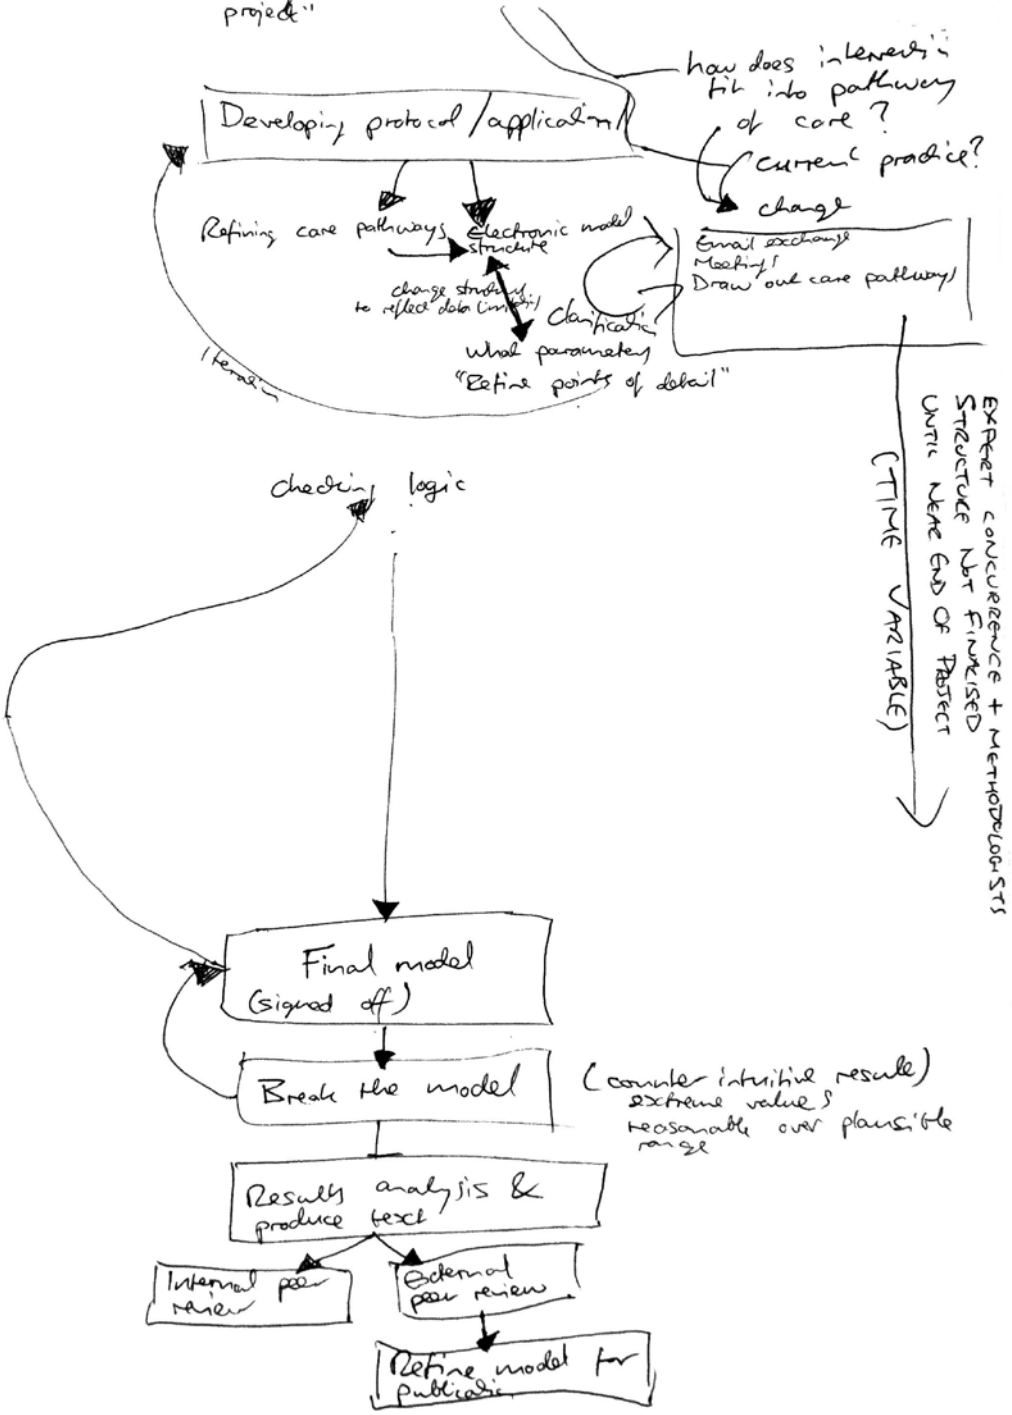 project"
how does intervention
fit into pathway
of care?
Developing protocol/application
current practice?
change
Refining care pathways
Electronic model
structure
Email exchange
Meetings
Draw out care pathways
change structure
to reflect data limitations
Clarification
What parameters
"Refine points of detail"
Iteration
EXPERT CONCURRENCE + METHODOLOGISTS
STRUCTURE NOT FINALISED
UNTIL NEAR END OF PROJECT
(TIME VARIABLE)
checking logic
Final model
(signed off)
Break the model
(counter intuitive result)
extreme values
reasonable over plausible
range
Results analysis &
produce text
Internal peer
review
External
peer review
Refine model for
publication